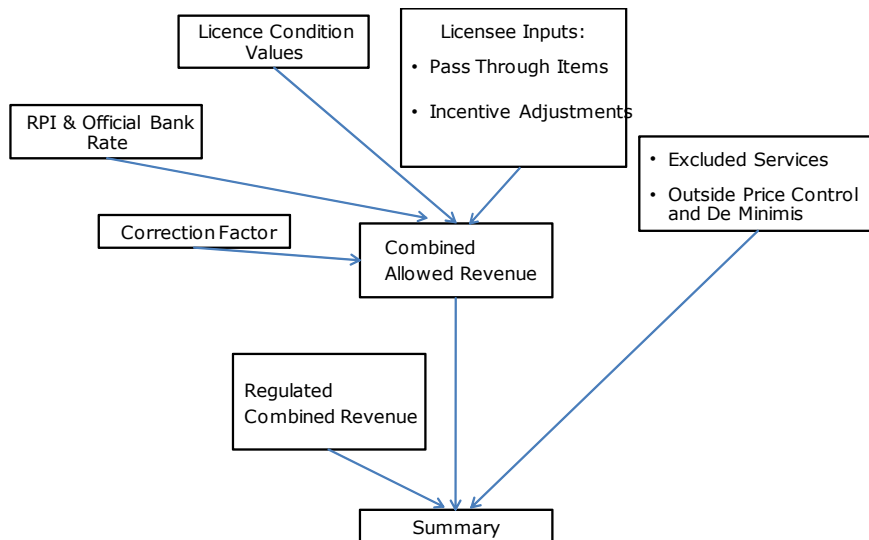 Licence Condition
Values
Licensee Inputs:
• Pass Through Items
• Incentive Adjustments
RPI & Official Bank
Rate
• Excluded Services
• Outside Price Control
and De Minimis
Correction Factor
Combined
Allowed Revenue
Regulated
Combined Revenue
Summary